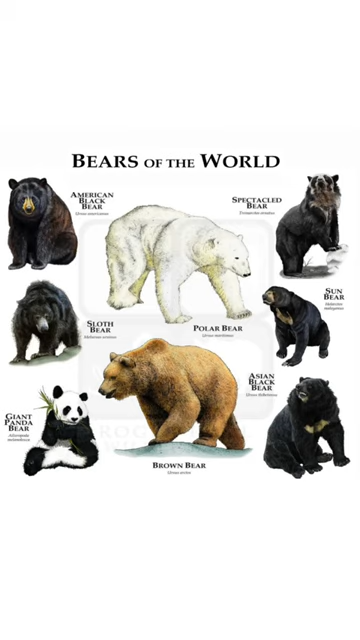 BEARS OF THE WORLD
AMERICAN
BLACK
BEAR
Ursus americanus
SPECTACLED
BEAR
Tremarctos ornatus
SLOTH
BEAR
Melursus ursinus
POLAR BEAR
Ursus maritimus
SUN
BEAR
Helarctos
malayanus
GIANT
PANDA
BEAR
Ailuropoda
melanoleuca
ASIAN
BLACK
BEAR
Ursus thibetanus
BROWN BEAR
Ursus arctos